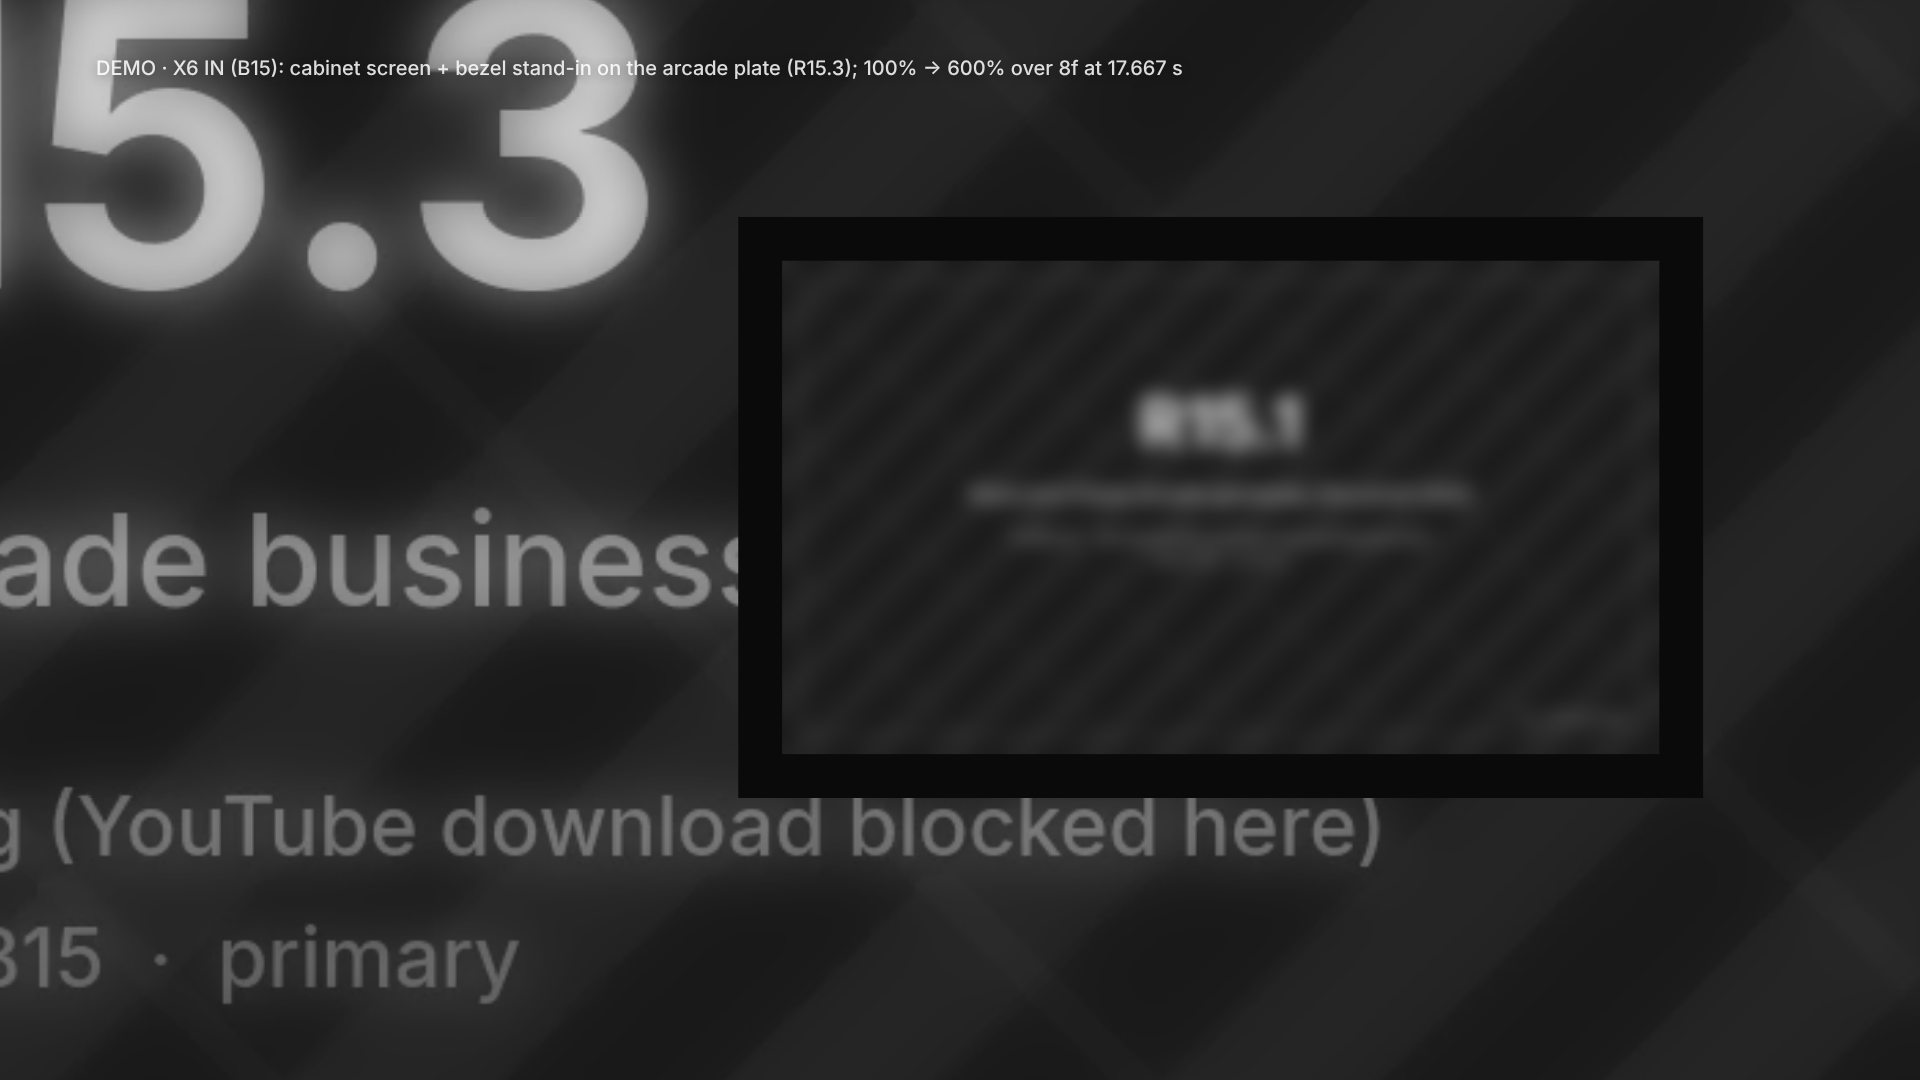 DEMO · X6 IN (B15): cabinet screen + bezel stand-in on the arcade plate (R15.3); 100% → 600% over 8f at 17.667 s
5.3
R15.1
ade business
g (YouTube download blocked here)
B15 · primary